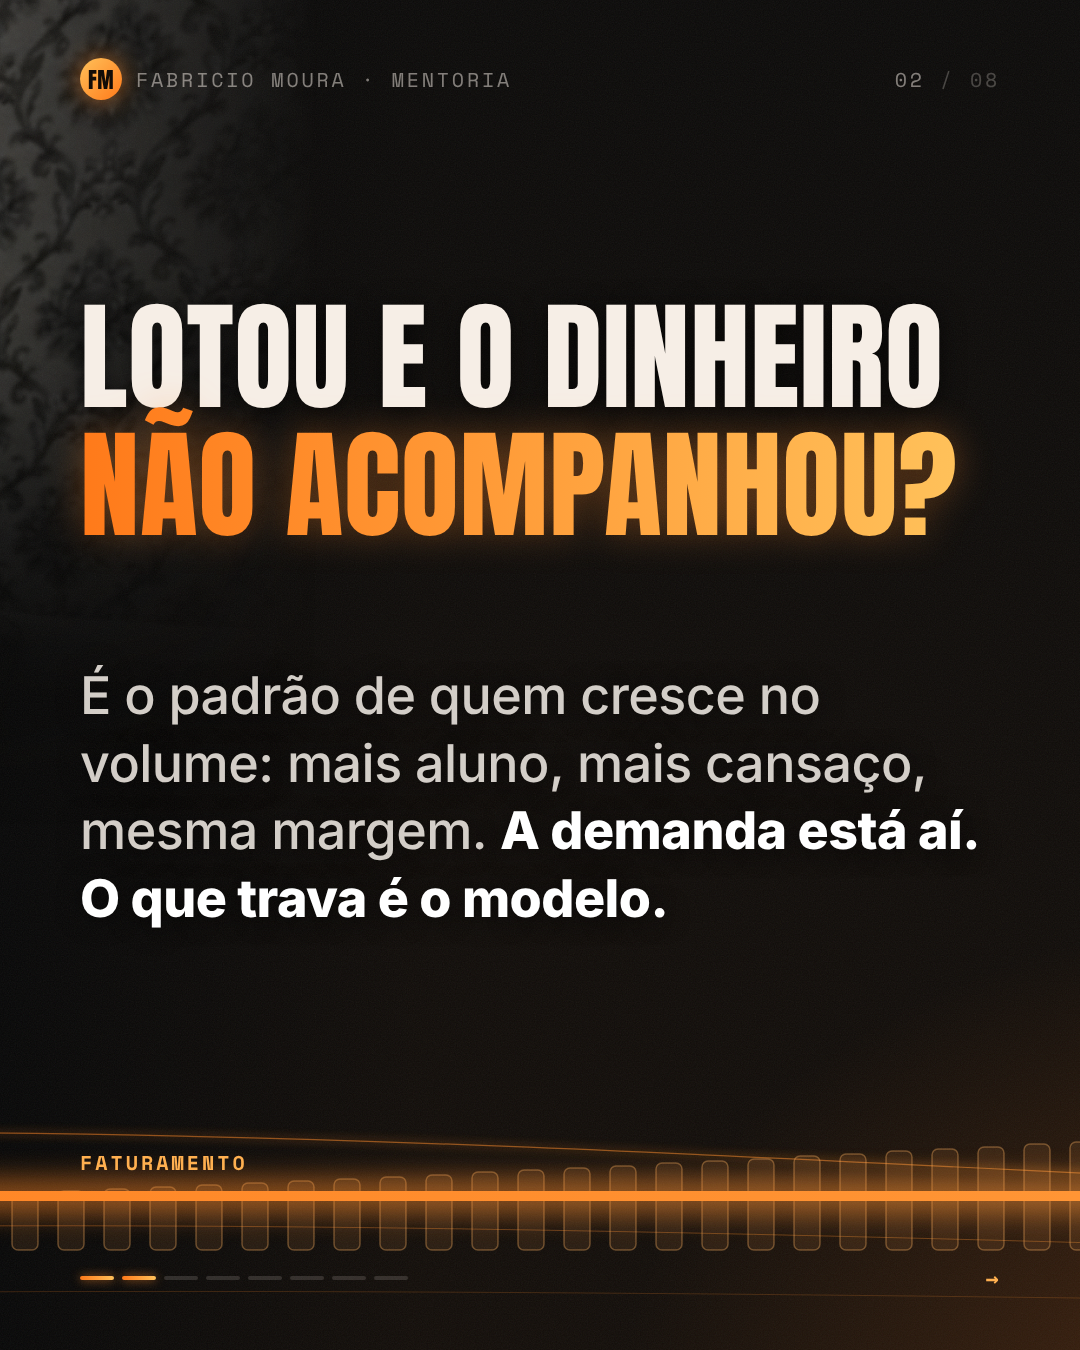 FM FABRICIO MOURA · MENTORIA
02 / 08
LOTOU E O DINHEIRO
NÃO ACOMPANHOU?
É o padrão de quem cresce no
volume: mais aluno, mais cansaço,
mesma margem. A demanda está aí.
O que trava é o modelo.
FATURAMENTO
→